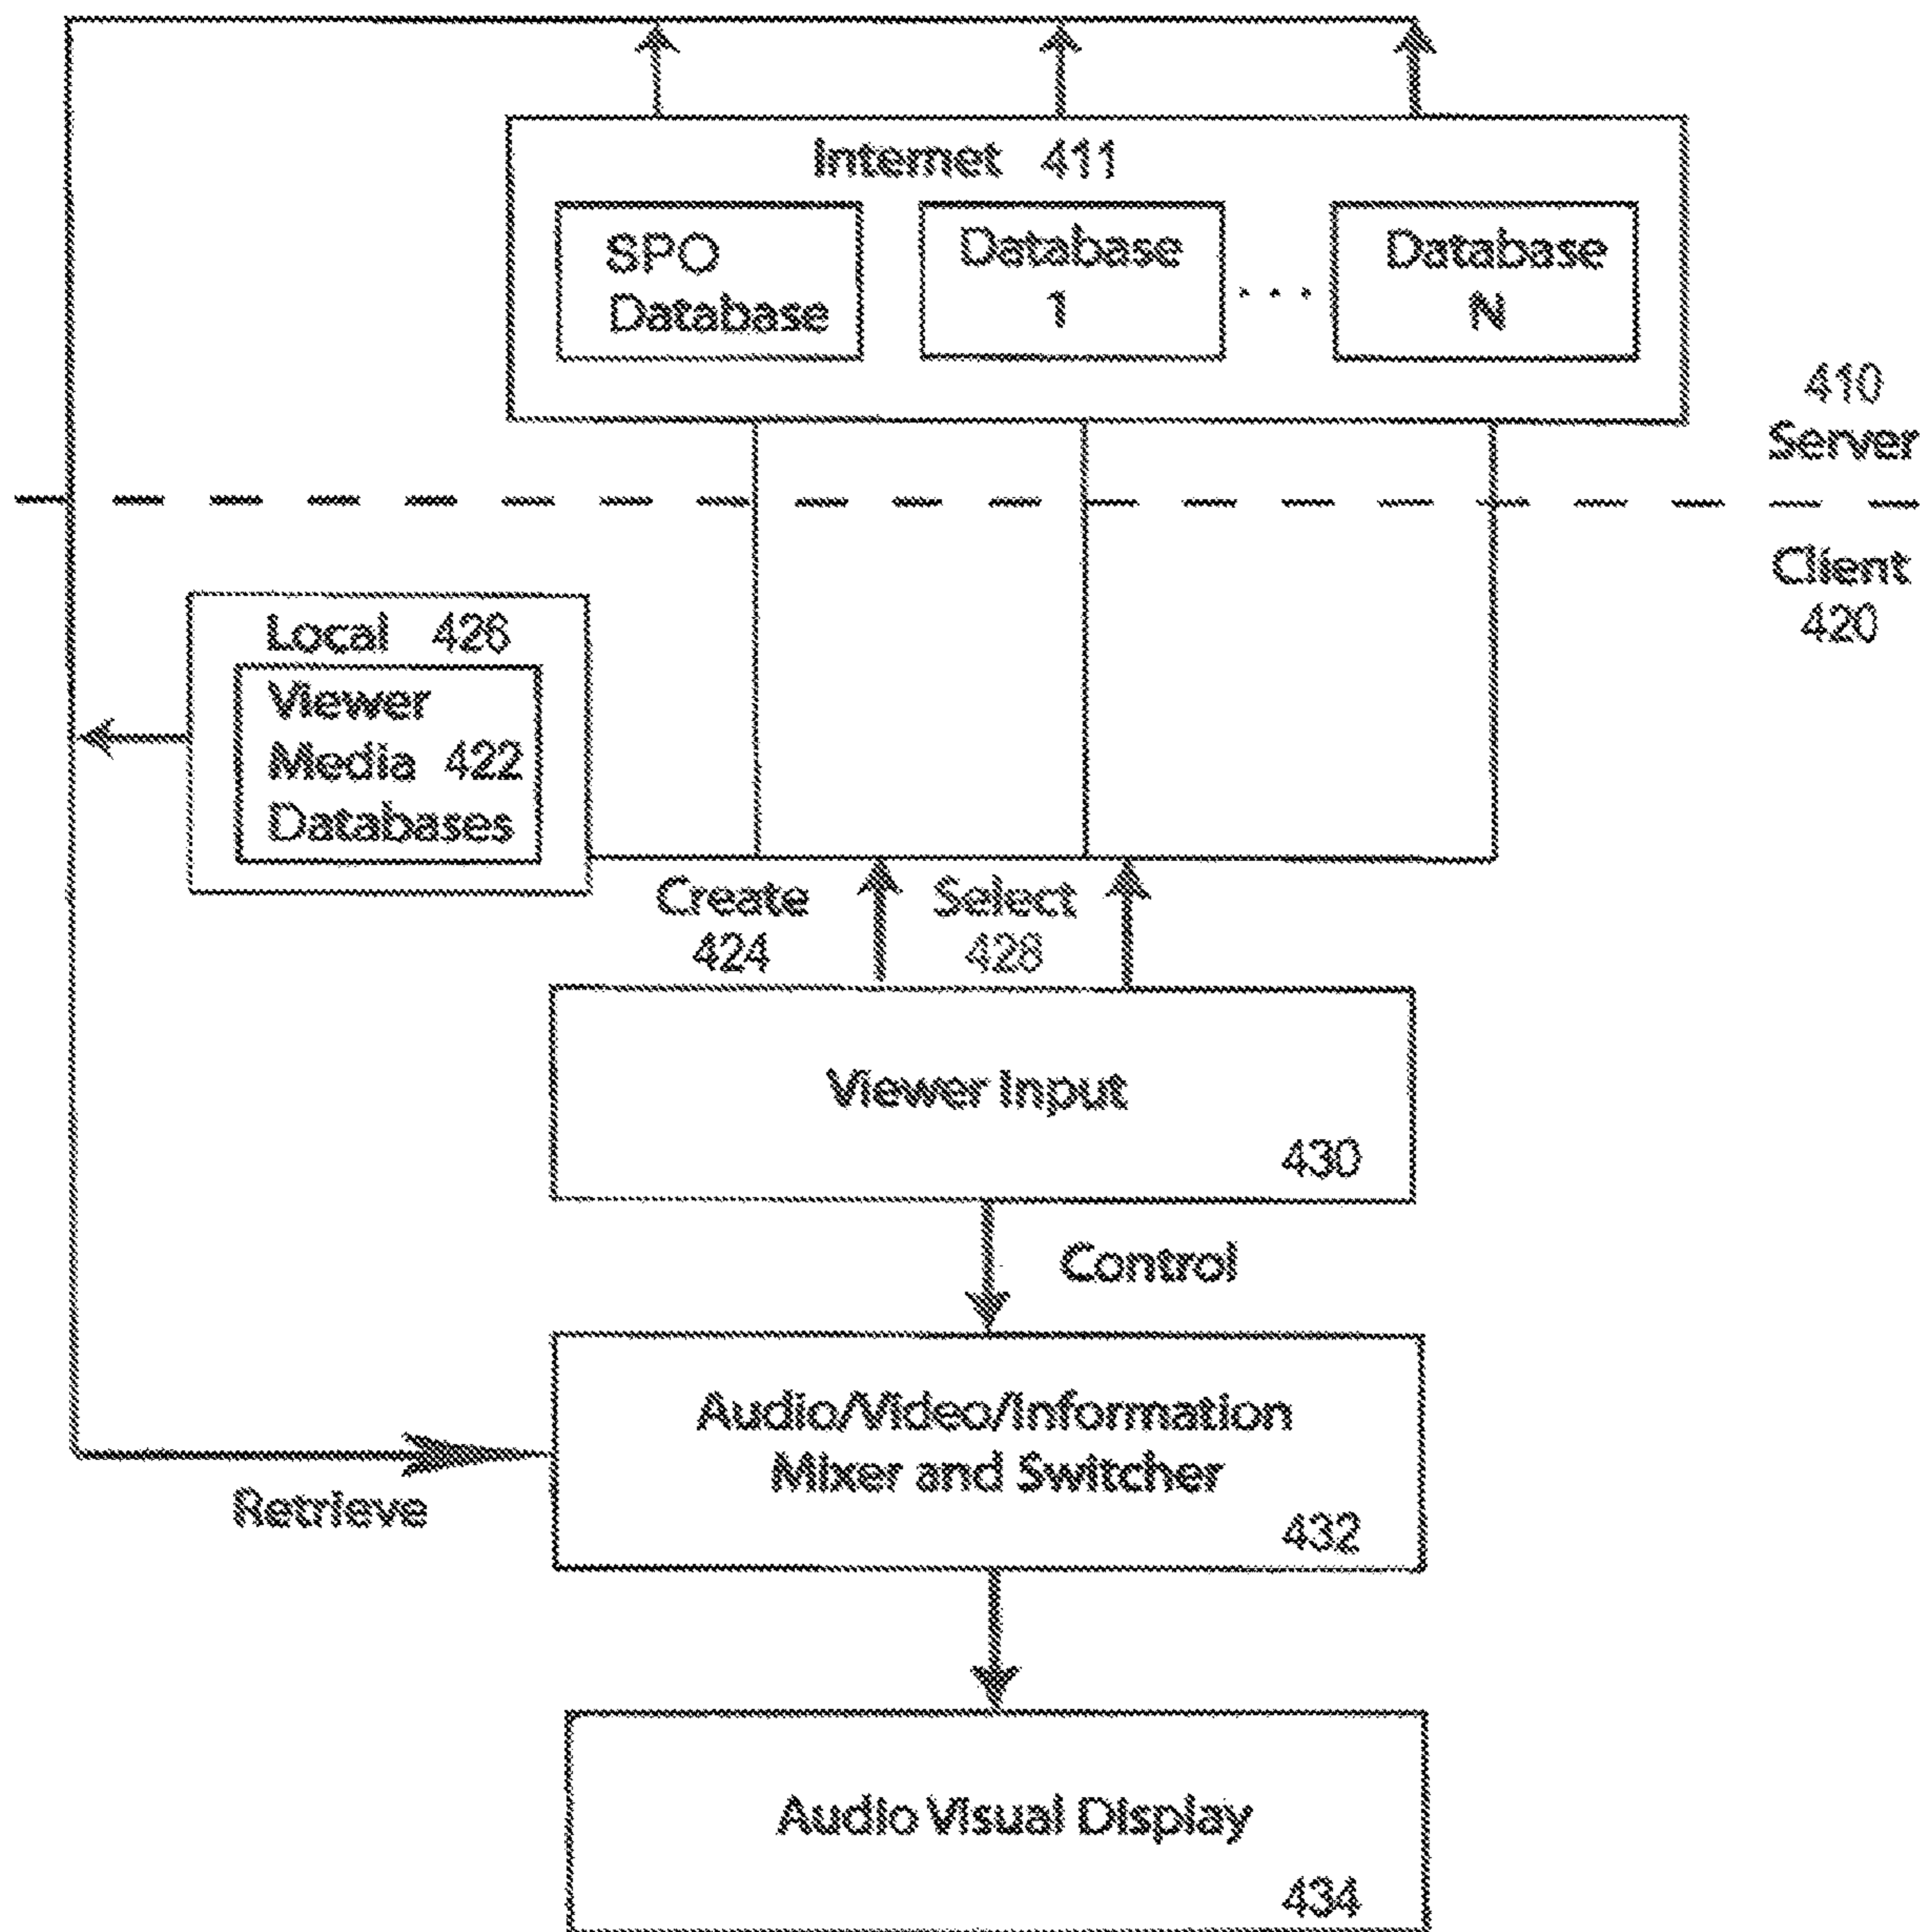 Internet 411
SPO
Database
Database
1
...
Database
N
410
Server
Client
420
Local 426
Viewer
Media 422
Databases
Create
424
Select
428
Viewer Input
430
Control
Audio/Video/Information
Mixer and Switcher
432
Retrieve
Audio Visual Display
434